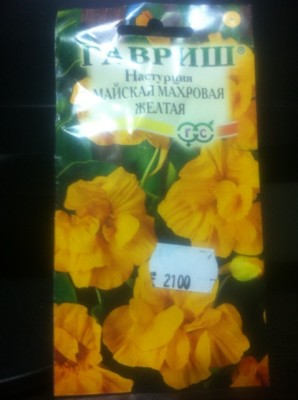 ГАВРИШ®
Настурция
МАЙСКАЯ МАХРОВАЯ
ЖЕЛТАЯ
Г С
2100